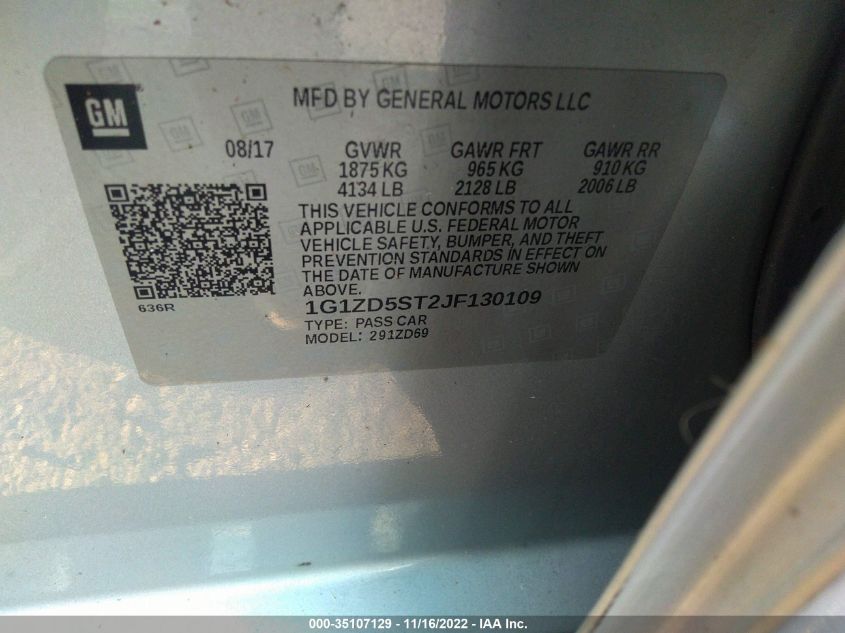 GM
MFD BY GENERAL MOTORS LLC
08/17 GVWR GAWR FRT GAWR RR
1875 KG 965 KG 910 KG
4134 LB 2128 LB 2006 LB
THIS VEHICLE CONFORMS TO ALL
APPLICABLE U.S. FEDERAL MOTOR
VEHICLE SAFETY, BUMPER, AND THEFT
PREVENTION STANDARDS IN EFFECT ON
THE DATE OF MANUFACTURE SHOWN
ABOVE.
636R
1G1ZD5ST2JF130109
TYPE: PASS CAR
MODEL: 291ZD69
000-35107129 - 11/16/2022 - IAA Inc.